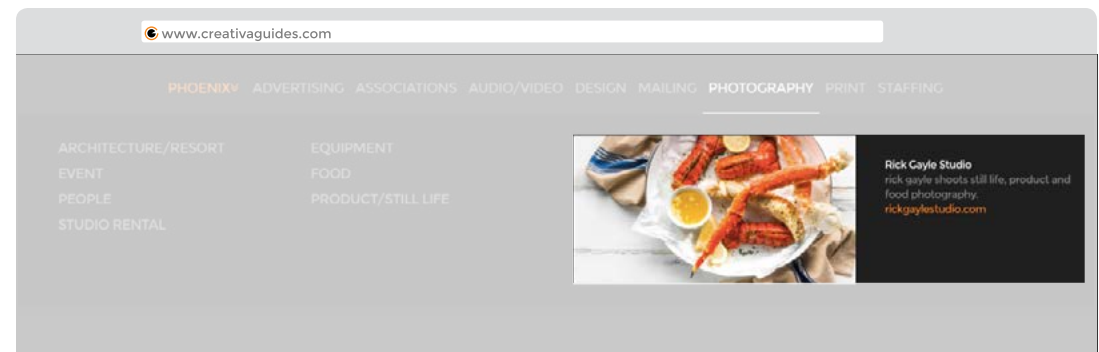 www.creativaguides.com
PHOENIX ADVERTISING ASSOCIATIONS AUDIO/VIDEO DESIGN MAILING PHOTOGRAPHY PRINT STAFFING
ARCHITECTURE/RESORT
EVENT
PEOPLE
STUDIO RENTAL
EQUIPMENT
FOOD
PRODUCT/STILL LIFE
Rick Gayle Studio
rick gayle shoots still life, product and
food photography.
rickgaylestudio.com